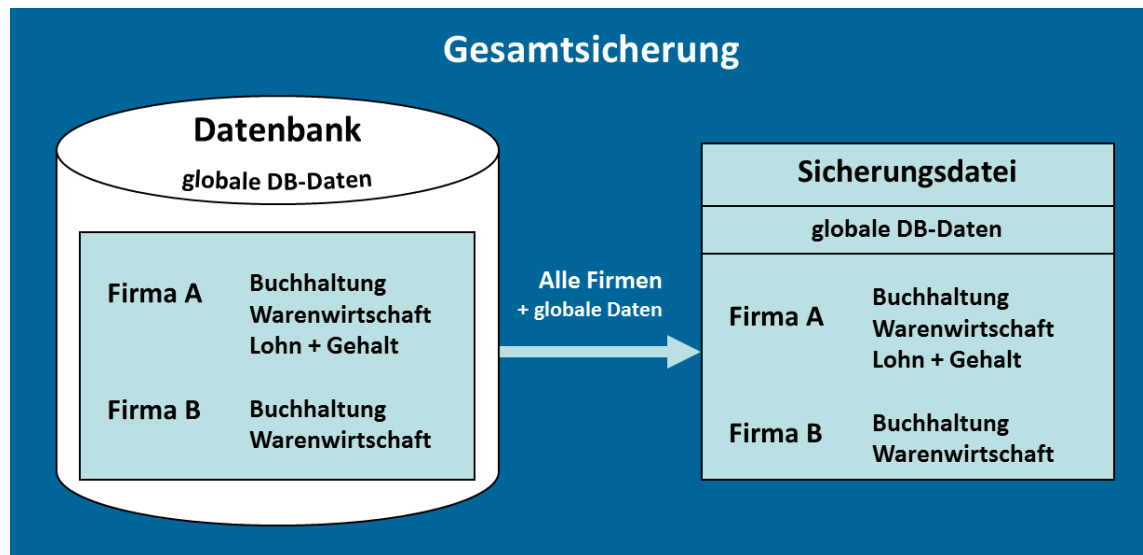 Gesamtsicherung
Datenbank
globale DB-Daten
Firma A
Buchhaltung
Warenwirtschaft
Lohn + Gehalt
Firma B
Buchhaltung
Warenwirtschaft
Alle Firmen
+ globale Daten
Sicherungsdatei
globale DB-Daten
Firma A
Buchhaltung
Warenwirtschaft
Lohn + Gehalt
Firma B
Buchhaltung
Warenwirtschaft